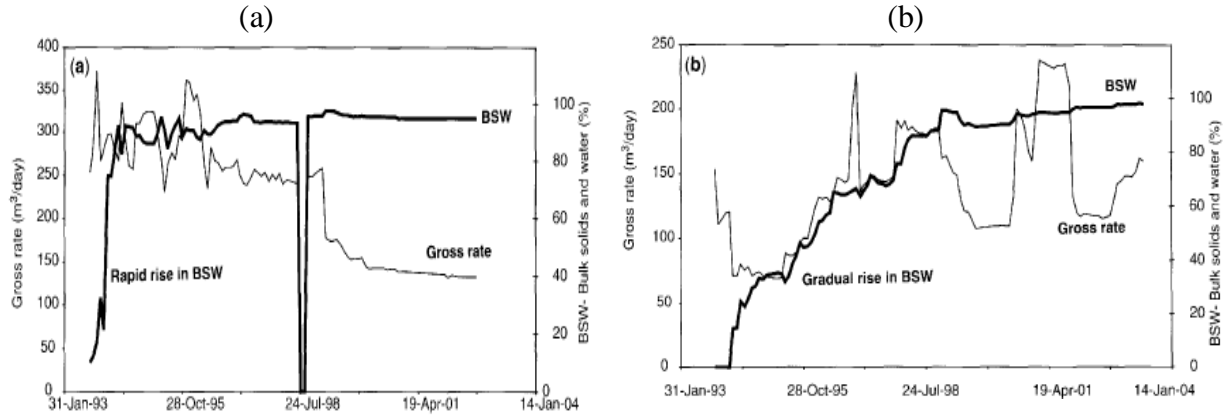 (a)
(b)
(a)
400
350
300
250
200
150
100
50
0
Gross rate (m³/day)
100
80
60
40
20
0
BSW- Bulk solids and water (%)
BSW
Gross rate
Rapid rise in BSW
31-Jan-93 28-Oct-95 24-Jul-98 19-Apr-01 14-Jan-04
(b)
250
200
150
100
50
0
Gross rate (m³/day)
100
80
60
40
20
0
BSW- Bulk solids and water (%)
BSW
Gross rate
Gradual rise in BSW
31-Jan-93 28-Oct-95 24-Jul-98 19-Apr-01 14-Jan-04